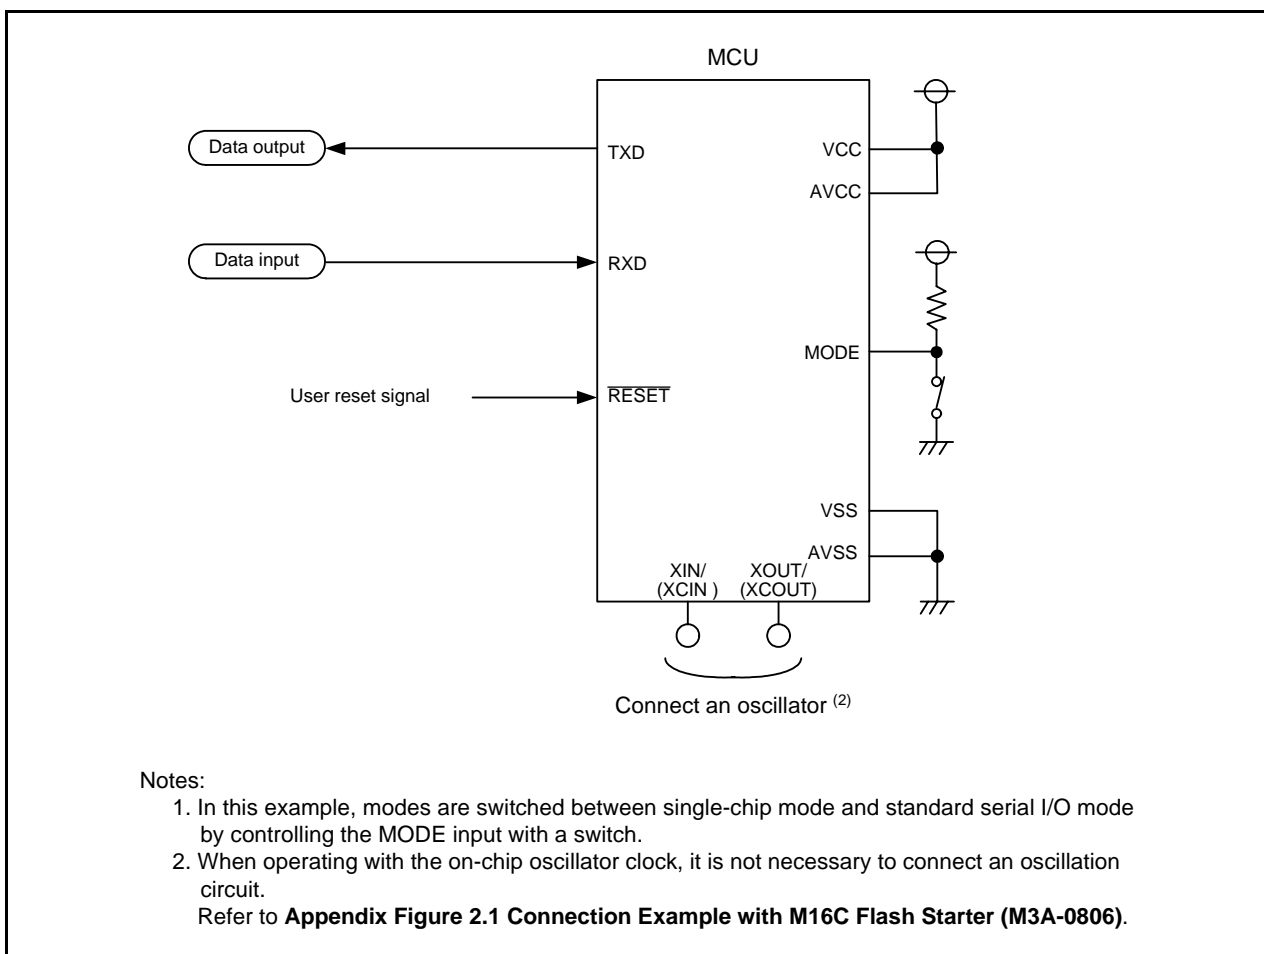 MCU
Data output
TXD
VCC
AVCC
Data input
RXD
MODE
User reset signal
RESET
VSS
AVSS
XIN/
(XCIN )
XOUT/
(XCOUT)
Connect an oscillator (2)
Notes:
1. In this example, modes are switched between single-chip mode and standard serial I/O mode
by controlling the MODE input with a switch.
2. When operating with the on-chip oscillator clock, it is not necessary to connect an oscillation
circuit.
Refer to Appendix Figure 2.1 Connection Example with M16C Flash Starter (M3A-0806).